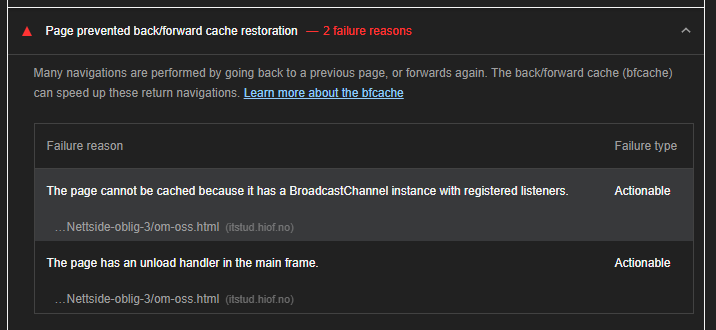 Page prevented back/forward cache restoration — 2 failure reasons
Many navigations are performed by going back to a previous page, or forwards again. The back/forward cache (bfcache)
can speed up these return navigations. Learn more about the bfcache
Failure reason Failure type
The page cannot be cached because it has a BroadcastChannel instance with registered listeners. Actionable
…Nettside-oblig-3/om-oss.html (itstud.hiof.no)
The page has an unload handler in the main frame. Actionable
…Nettside-oblig-3/om-oss.html (itstud.hiof.no)